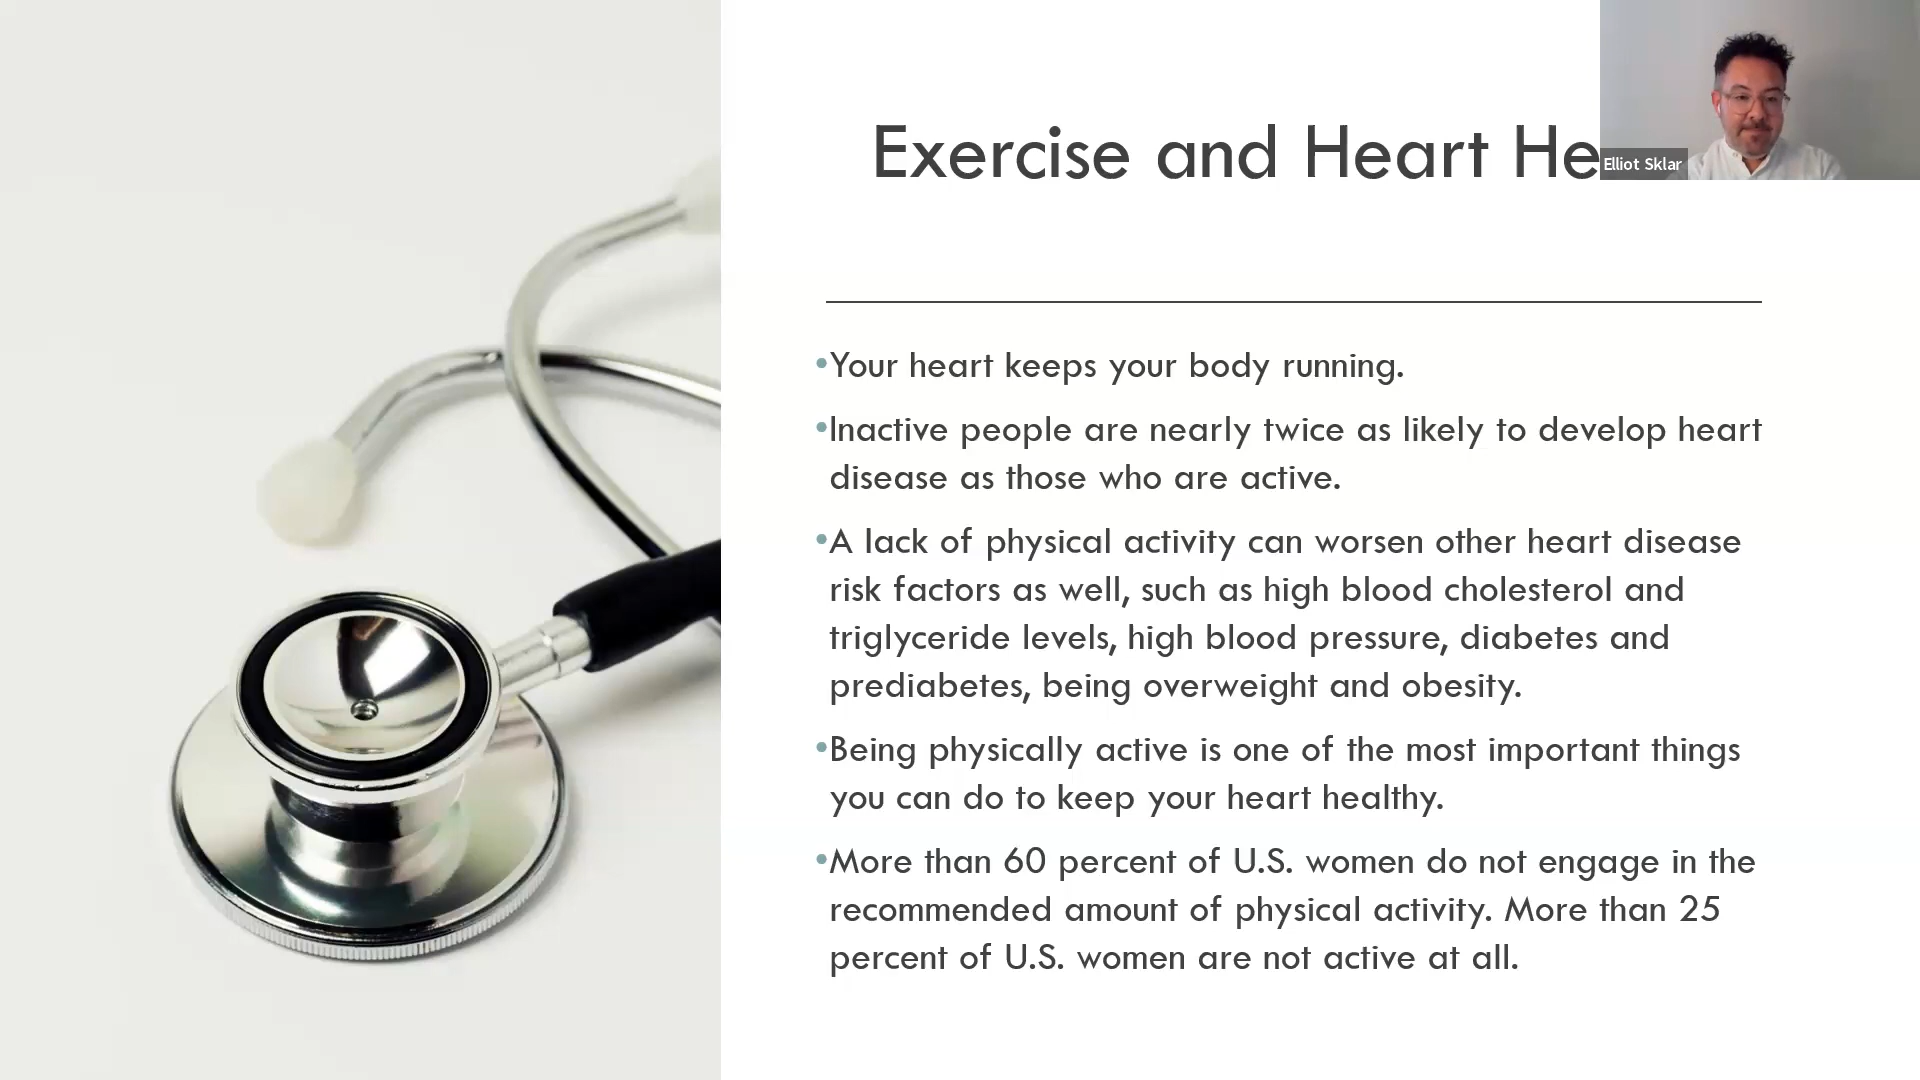 Exercise and Heart He
Elliot Sklar
•Your heart keeps your body running.
•Inactive people are nearly twice as likely to develop heart
disease as those who are active.
•A lack of physical activity can worsen other heart disease
risk factors as well, such as high blood cholesterol and
triglyceride levels, high blood pressure, diabetes and
prediabetes, being overweight and obesity.
•Being physically active is one of the most important things
you can do to keep your heart healthy.
•More than 60 percent of U.S. women do not engage in the
recommended amount of physical activity. More than 25
percent of U.S. women are not active at all.